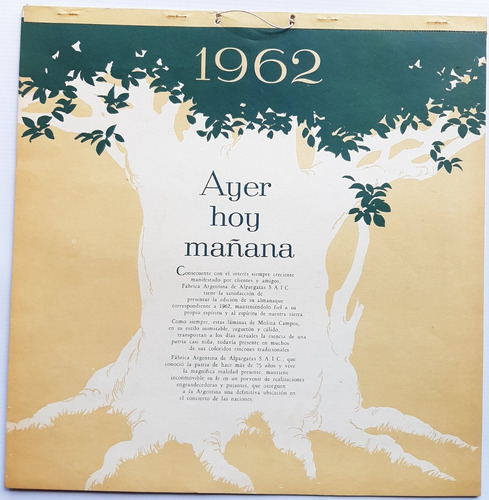 1962
Ayer
hoy
mañana
Consecuente con el interés siempre creciente
manifestado por clientes y amigos,
Fábrica Argentina de Alpargatas S A I C
tiene la satisfacción de
presentar la edición de su almanaque
correspondiente a 1962, manteniéndolo fiel a su
propio espíritu y al espíritu de nuestra tierra.
Como siempre, estas láminas de Molina Campos,
en su estilo inimitable, juguetón y cálido,
transportan a los días actuales la esencia de una
patria casi niña, todavía presente en muchos
de sus coloridos rincones tradicionales
Fábrica Argentina de Alpargatas S A I C, que
conoció la patria de hace más de 75 años y vive
la magnífica realidad presente, mantiene
inconmovible su fe en un porvenir de realizaciones
engrandecedoras y pujantes, que otorguen
a la Argentina una definitiva ubicación en
el concierto de las naciones.